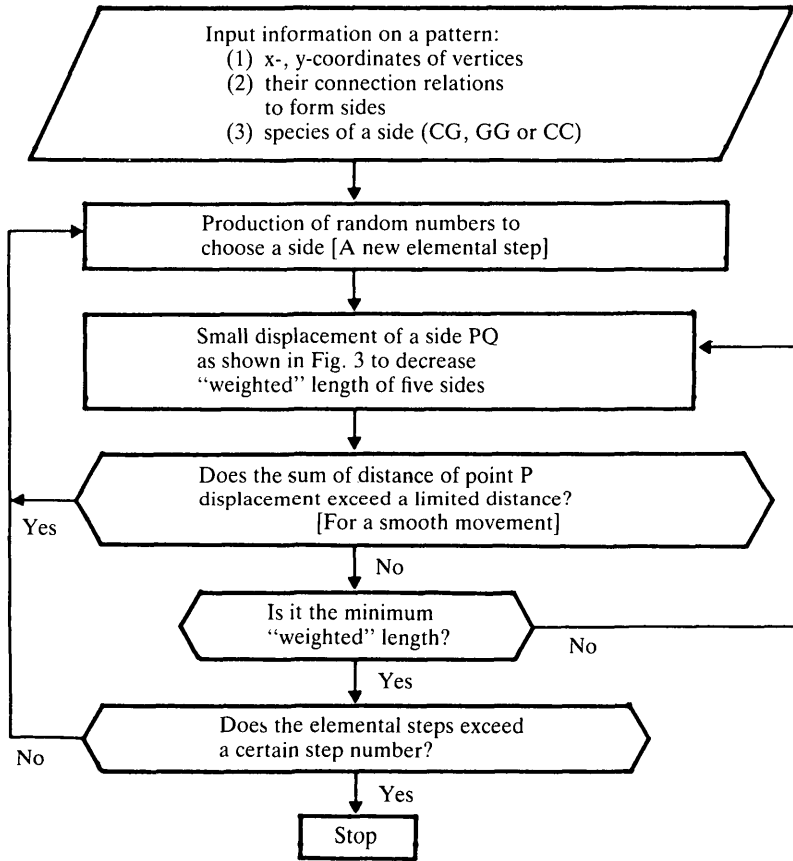 Input information on a pattern:
(1) x-, y-coordinates of vertices
(2) their connection relations
to form sides
(3) species of a side (CG, GG or CC)
Production of random numbers to
choose a side [A new elemental step]
Small displacement of a side PQ
as shown in Fig. 3 to decrease
“weighted” length of five sides
Does the sum of distance of point P
displacement exceed a limited distance?
[For a smooth movement]
Yes
No
Is it the minimum
“weighted” length?
No
Yes
Does the elemental steps exceed
a certain step number?
No
Yes
Stop